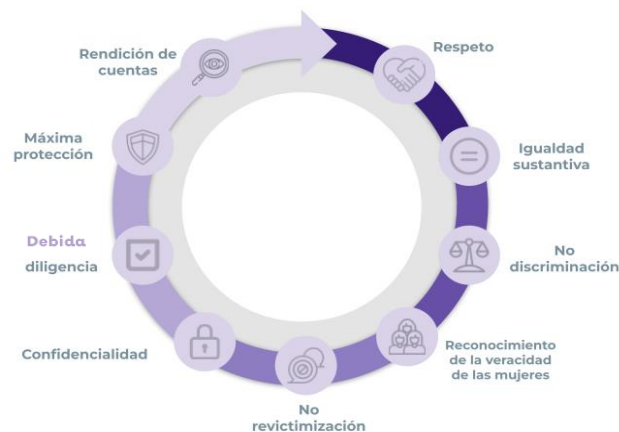 Respeto
Igualdad
sustantiva
No
discriminación
Reconocimiento
de la veracidad
de las mujeres
No
revictimización
Confidencialidad
Debida
diligencia
Máxima
protección
Rendición de
cuentas